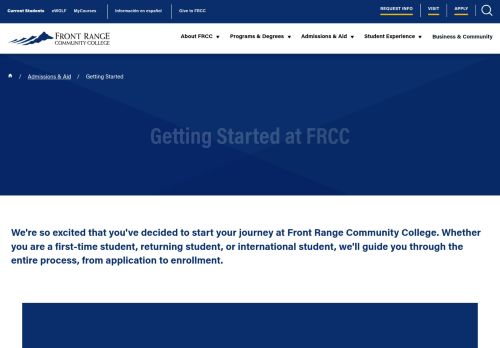 Current Students eWOLF MyCourses Información en español Give to FRCC REQUEST INFO VISIT APPLY
FRONT RANGE
COMMUNITY COLLEGE
About FRCC Programs & Degrees Admissions & Aid Student Experience Business & Community
/ Admissions & Aid / Getting Started
Getting Started at FRCC
We're so excited that you've decided to start your journey at Front Range Community College. Whether
you are a first-time student, returning student, or international student, we'll guide you through the
entire process, from application to enrollment.